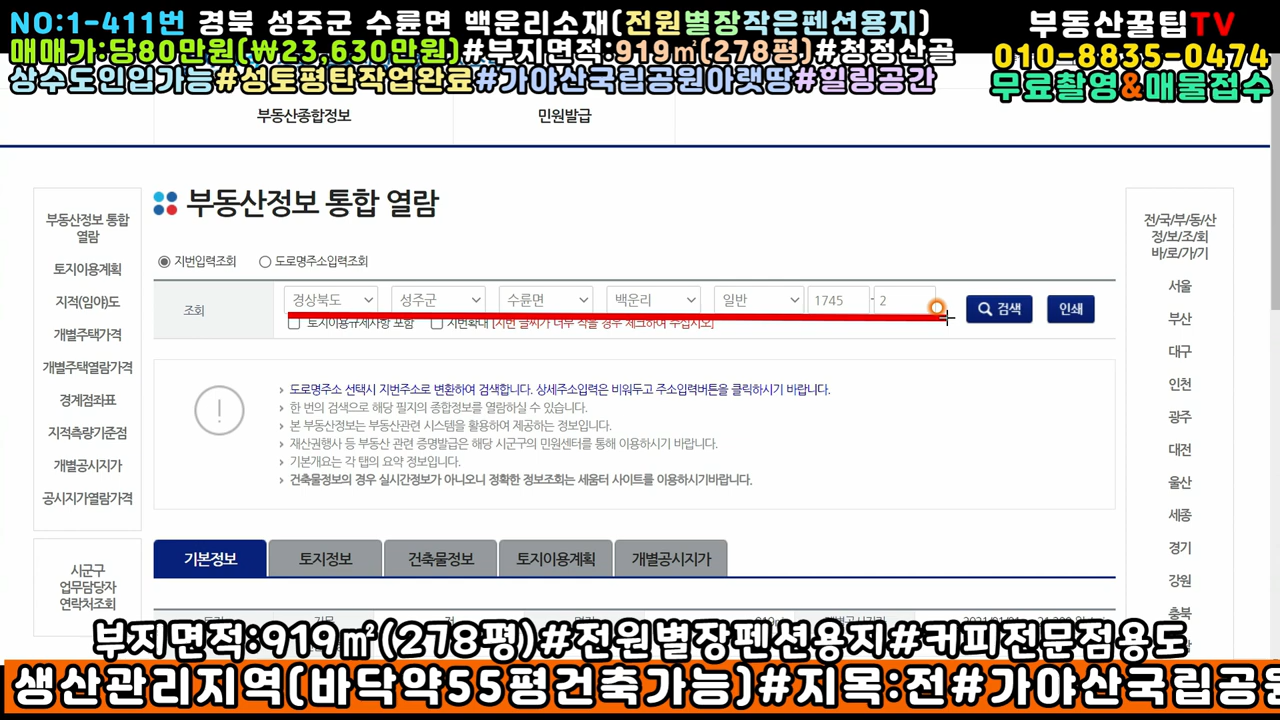 NO:1-411번 경북 성주군 수륜면 백운리소재(전원별장작은펜션용지)
매매가:당80만원(₩23,630만원)#부지면적:919㎡(278평)#청정산골
상수도인입가능#성토평탄작업완료#가야산국립공원아랫땅#힐링공간
부동산꿀팁TV
010-8835-0474
무료촬영&매물접수
부동산종합정보
민원발급
부동산정보 통합
열람
토지이용계획
지적(임야)도
개별주택가격
개별주택열람가격
경계점좌표
지적측량기준점
개별공시지가
공시지가열람가격
시군구
업무담당자
연락처조회
부동산정보 통합 열람
지번입력조회 도로명주소입력조회
조회
경상북도 성주군 수륜면 백운리 일반 1745 - 2 검색 인쇄
토지이용규제사항 포함 지번확대 [지번 글씨가 너무 작을 경우 체크하여 주십시오]
도로명주소 선택시 지번주소로 변환하여 검색합니다. 상세주소입력은 비워두고 주소입력버튼을 클릭하시기 바랍니다.
한 번의 검색으로 해당 필지의 종합정보를 열람하실 수 있습니다.
본 부동산정보는 부동산관련 시스템을 활용하여 제공하는 정보입니다.
재산권행사 등 부동산 관련 증명발급은 해당 시군구의 민원센터를 통해 이용하시기 바랍니다.
기본개요는 각 탭의 요약 정보입니다.
건축물정보의 경우 실시간정보가 아니오니 정확한 정보조회는 세움터 사이트를 이용하시기바랍니다.
기본정보 토지정보 건축물정보 토지이용계획 개별공시지가
전/국/부/동/산
정/보/조/회
바/로/가/기
서울
부산
대구
인천
광주
대전
울산
세종
경기
강원
충북
부지면적:919㎡(278평)#전원별장펜션용지#커피전문점용도
생산관리지역(바닥약55평건축가능)#지목:전#가야산국립공원